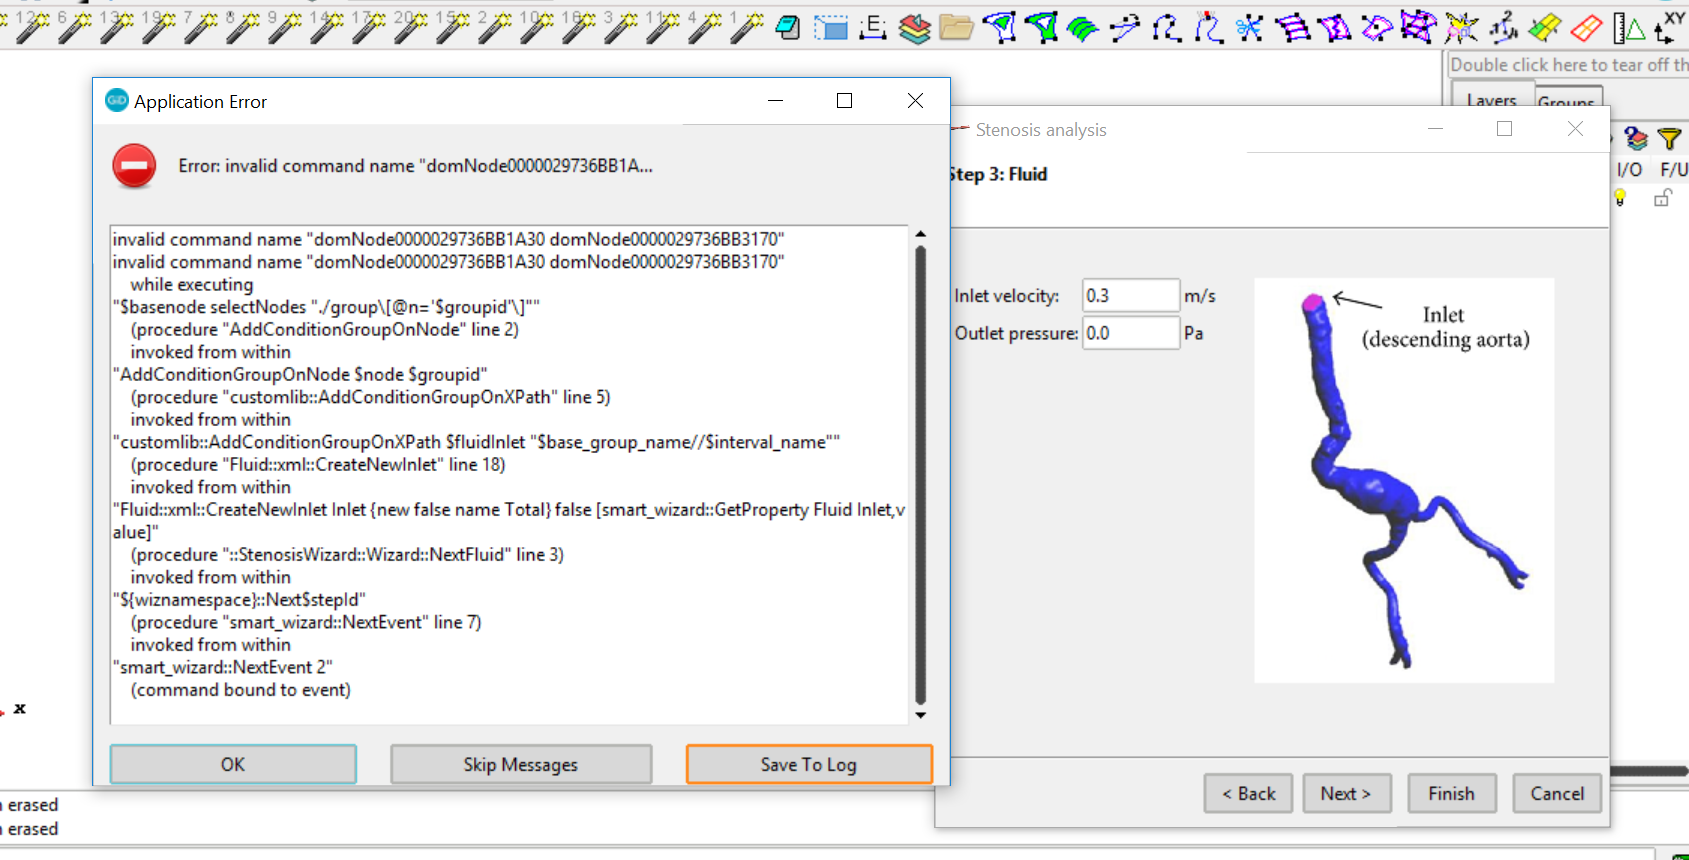 12 6 13 19 7 8 9 14 17 20 15 2 10 16 3 11 4 1
E
XY
Double click here to tear off th
Layers Groups
I/O F/U
GiD Application Error
Error: invalid command name "domNode0000029736BB1A...
invalid command name "domNode0000029736BB1A30 domNode0000029736BB3170"
invalid command name "domNode0000029736BB1A30 domNode0000029736BB3170"
while executing
"$basenode selectNodes "./group\[@n='$groupid'\]""
(procedure "AddConditionGroupOnNode" line 2)
invoked from within
"AddConditionGroupOnNode $node $groupid"
(procedure "customlib::AddConditionGroupOnXPath" line 5)
invoked from within
"customlib::AddConditionGroupOnXPath $fluidInlet "$base_group_name//$interval_name""
(procedure "Fluid::xml::CreateNewInlet" line 18)
invoked from within
"Fluid::xml::CreateNewInlet Inlet {new false name Total} false [smart_wizard::GetProperty Fluid Inlet,v
alue]"
(procedure "::StenosisWizard::Wizard::NextFluid" line 3)
invoked from within
"${wiznamespace}::Next$stepId"
(procedure "smart_wizard::NextEvent" line 7)
invoked from within
"smart_wizard::NextEvent 2"
(command bound to event)
OK Skip Messages Save To Log
Stenosis analysis
Step 3: Fluid
Inlet velocity: 0.3 m/s
Outlet pressure: 0.0 Pa
Inlet
(descending aorta)
< Back Next > Finish Cancel
x
erased
erased